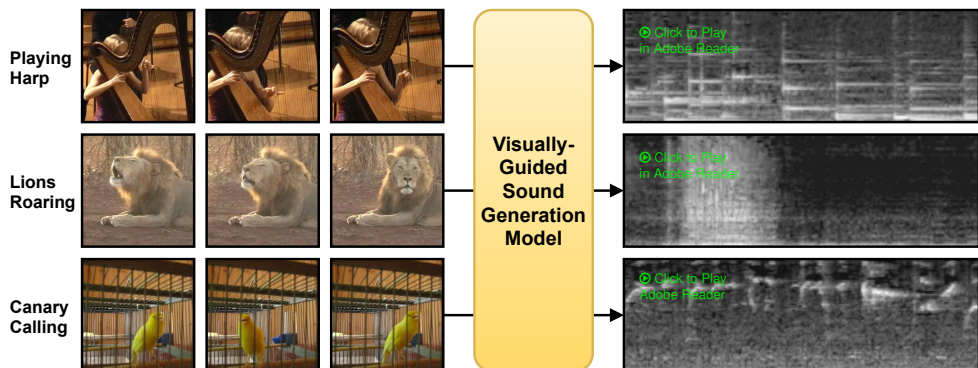 Playing
Harp
Click to Play
in Adobe Reader
Lions
Roaring
Visually-
Guided
Sound
Generation
Model
Click to Play
in Adobe Reader
Canary
Calling
Click to Play
Adobe Reader